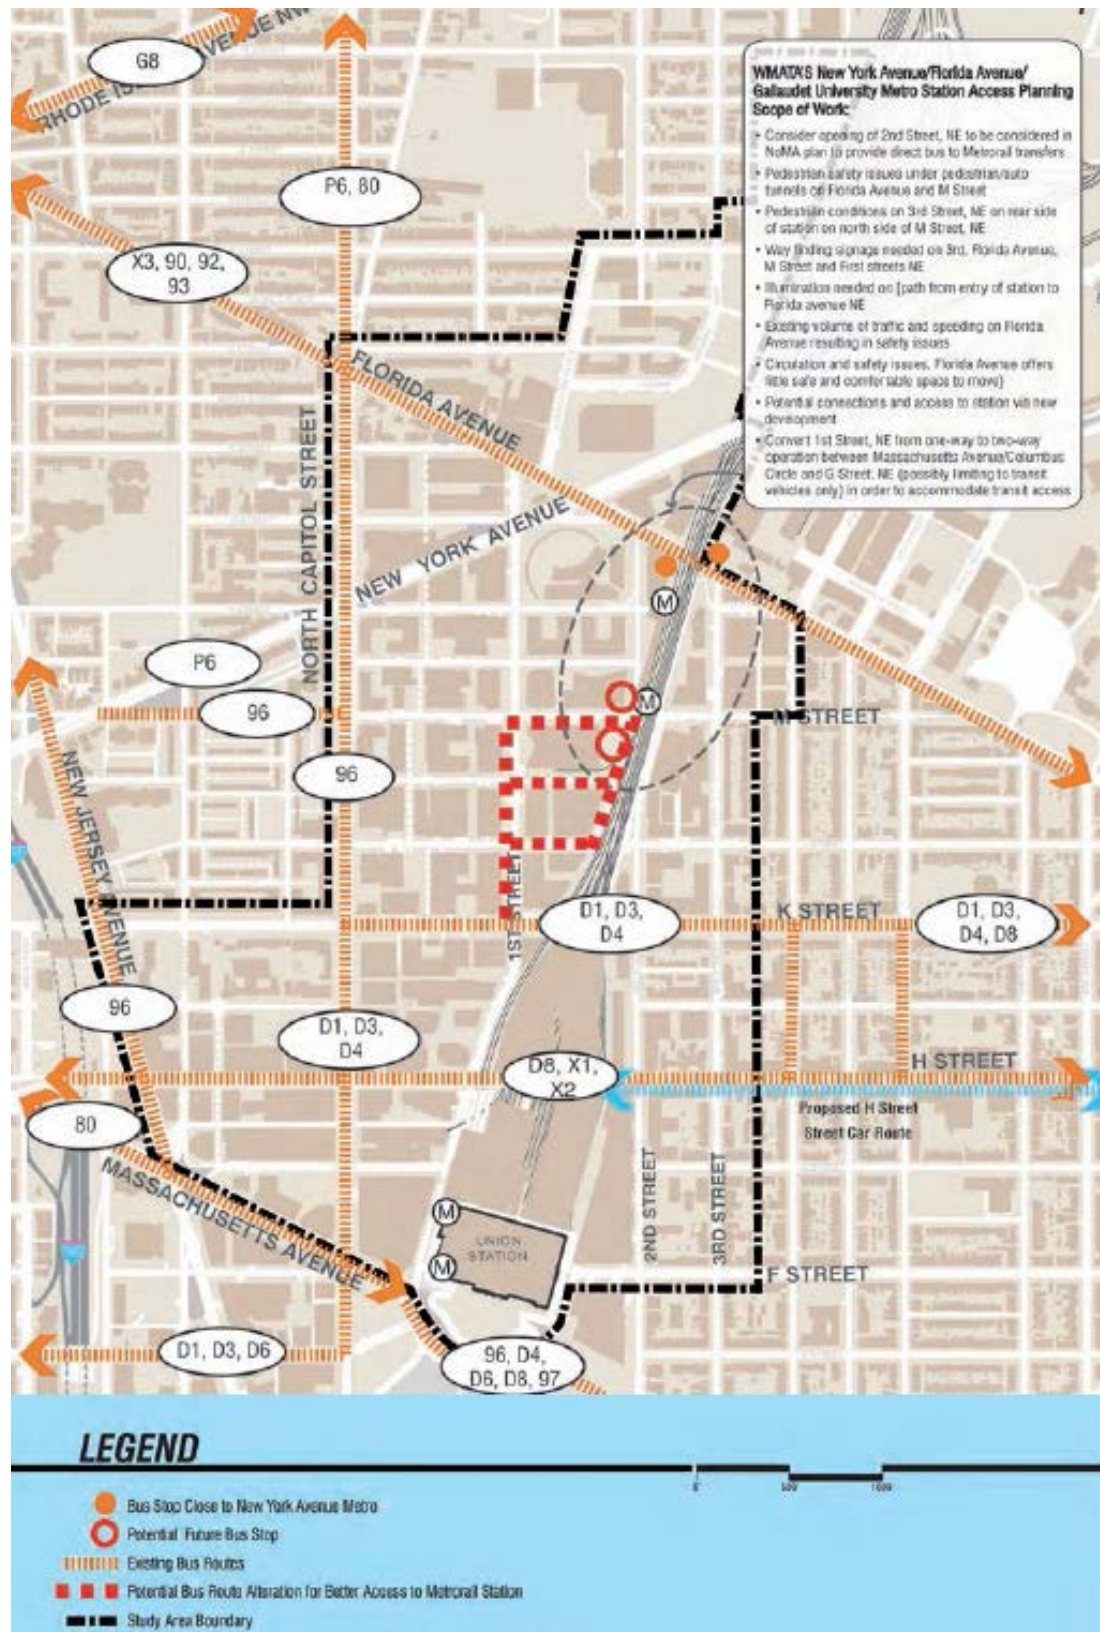 G8
AVENUE NW
RHODE IS
P6, 80
X3, 90, 92,
93
WMATA'S New York Avenue/Florida Avenue/
Gallaudet University Metro Station Access Planning
Scope of Work:
• Consider opening of 2nd Street, NE to be considered in
NoMA plan to provide direct bus to Metrorail transfers
• Pedestrian safety issues under pedestrian/auto
tunnels on Florida Avenue and M Street
• Pedestrian conditions on 3rd Street, NE on rear side
of station on north side of M Street, NE
• Way finding signage needed on 3rd, Florida Avenue,
M Street and First streets NE
• Illumination needed on [path from entry of station to
Florida avenue NE
• Existing volume of traffic and speeding on Florida
Avenue resulting in safety issues
• Circulation and safety issues. Florida Avenue offers
little safe and comfortable space to move)
• Potential connections and access to station via new
development
• Convert 1st Street, NE from one-way to two-way
operation between Massachusetts Avenue/Columbus
Circle and G Street, NE (possibly limiting to transit
vehicles only) in order to accommodate transit access
FLORIDA AVENUE
NORTH CAPITOL STREET
NEW YORK AVENUE
M
P6
96
M
M STREET
96
NEW JERSEY AVENUE
1ST STREET
D1, D3,
D4
K STREET
D1, D3,
D4, D8
96
D1, D3,
D4
D8, X1,
X2
H STREET
80
Proposed H Street
Street Car Route
MASSACHUSETTS AVENUE
2ND STREET
3RD STREET
M
UNION
STATION
M
F STREET
D1, D3, D6
96, D4,
D6, D8, 97
LEGEND
0 500 1000
Bus Stop Close to New York Avenue Metro
Potential Future Bus Stop
Existing Bus Routes
Potential Bus Route Alteration for Better Access to Metrorail Station
Study Area Boundary